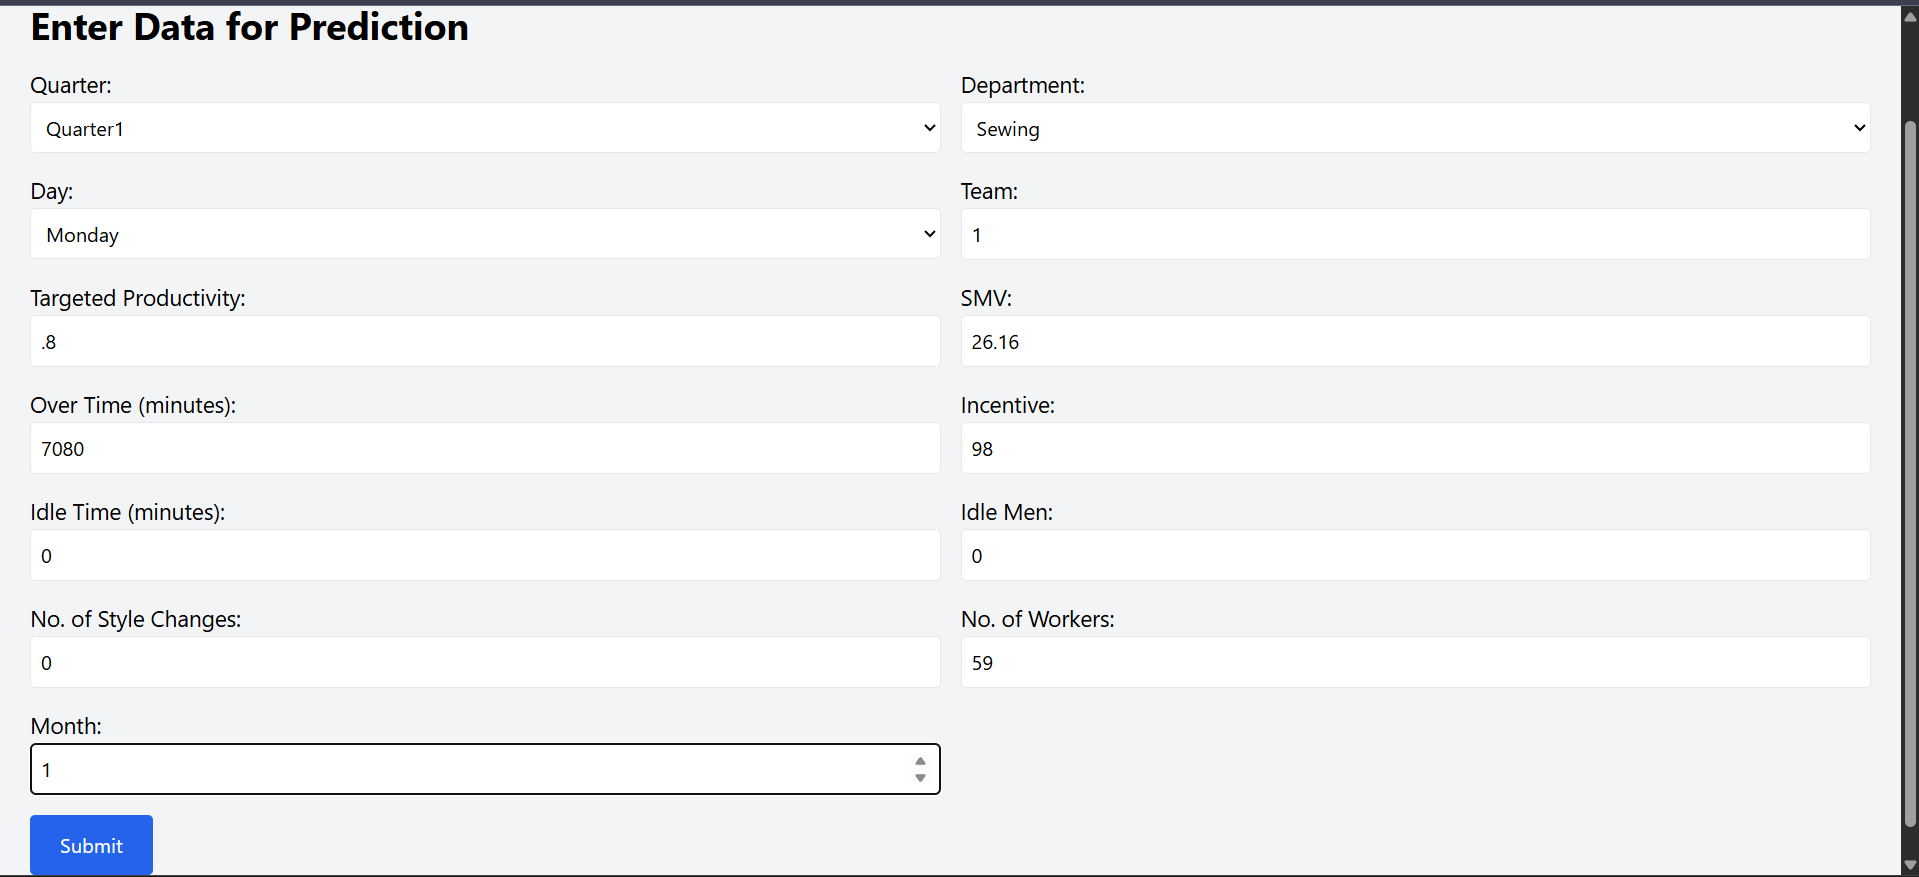 Enter Data for Prediction
Quarter:
Department:
Quarter1
Sewing
Day:
Team:
Monday
1
Targeted Productivity:
SMV:
.8
26.16
Over Time (minutes):
Incentive:
7080
98
Idle Time (minutes):
Idle Men:
0
0
No. of Style Changes:
No. of Workers:
0
59
Month:
1
Submit